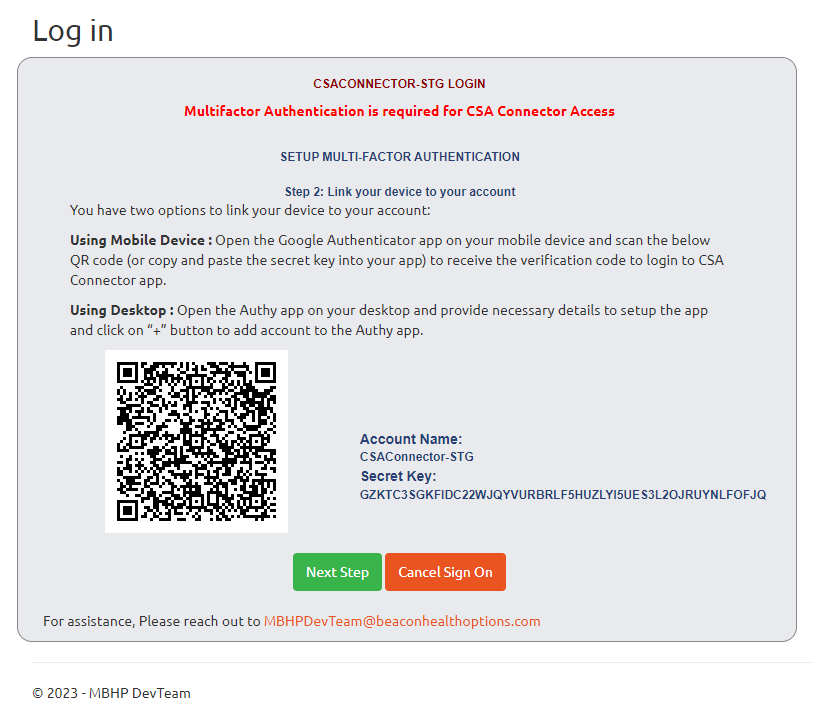 Log in
CSACONNECTOR-STG LOGIN
Multifactor Authentication is required for CSA Connector Access
SETUP MULTI-FACTOR AUTHENTICATION
Step 2: Link your device to your account
You have two options to link your device to your account:
Using Mobile Device : Open the Google Authenticator app on your mobile device and scan the below
QR code (or copy and paste the secret key into your app) to receive the verification code to login to CSA
Connector app.
Using Desktop : Open the Authy app on your desktop and provide necessary details to setup the app
and click on “+” button to add account to the Authy app.
Account Name:
CSAConnector-STG
Secret Key:
GZKTC3SGKFIDC22WJQYVURBRLF5HUZLYI5UES3L2OJRUYNLFOFJQ
Next Step
Cancel Sign On
For assistance, Please reach out to MBHPDevTeam@beaconhealthoptions.com
© 2023 - MBHP DevTeam